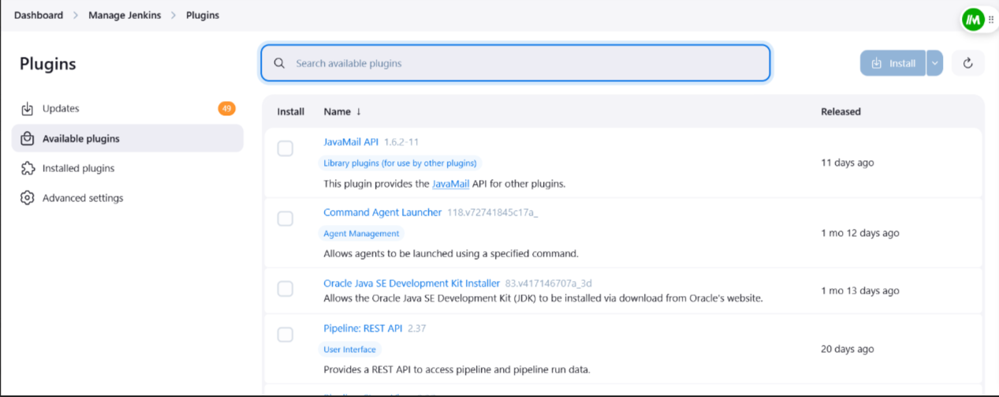 Dashboard > Manage Jenkins > Plugins
Plugins
Search available plugins
Install
Updates 49
Available plugins
Installed plugins
Advanced settings
Install Name ↓ Released
JavaMail API 1.6.2-11
Library plugins (for use by other plugins)
This plugin provides the JavaMail API for other plugins.
11 days ago
Command Agent Launcher 118.v72741845c17a_
Agent Management
Allows agents to be launched using a specified command.
1 mo 12 days ago
Oracle Java SE Development Kit Installer 83.v417146707a_3d
Allows the Oracle Java SE Development Kit (JDK) to be installed via download from Oracle's website.
1 mo 13 days ago
Pipeline: REST API 2.37
User Interface
Provides a REST API to access pipeline and pipeline run data.
20 days ago